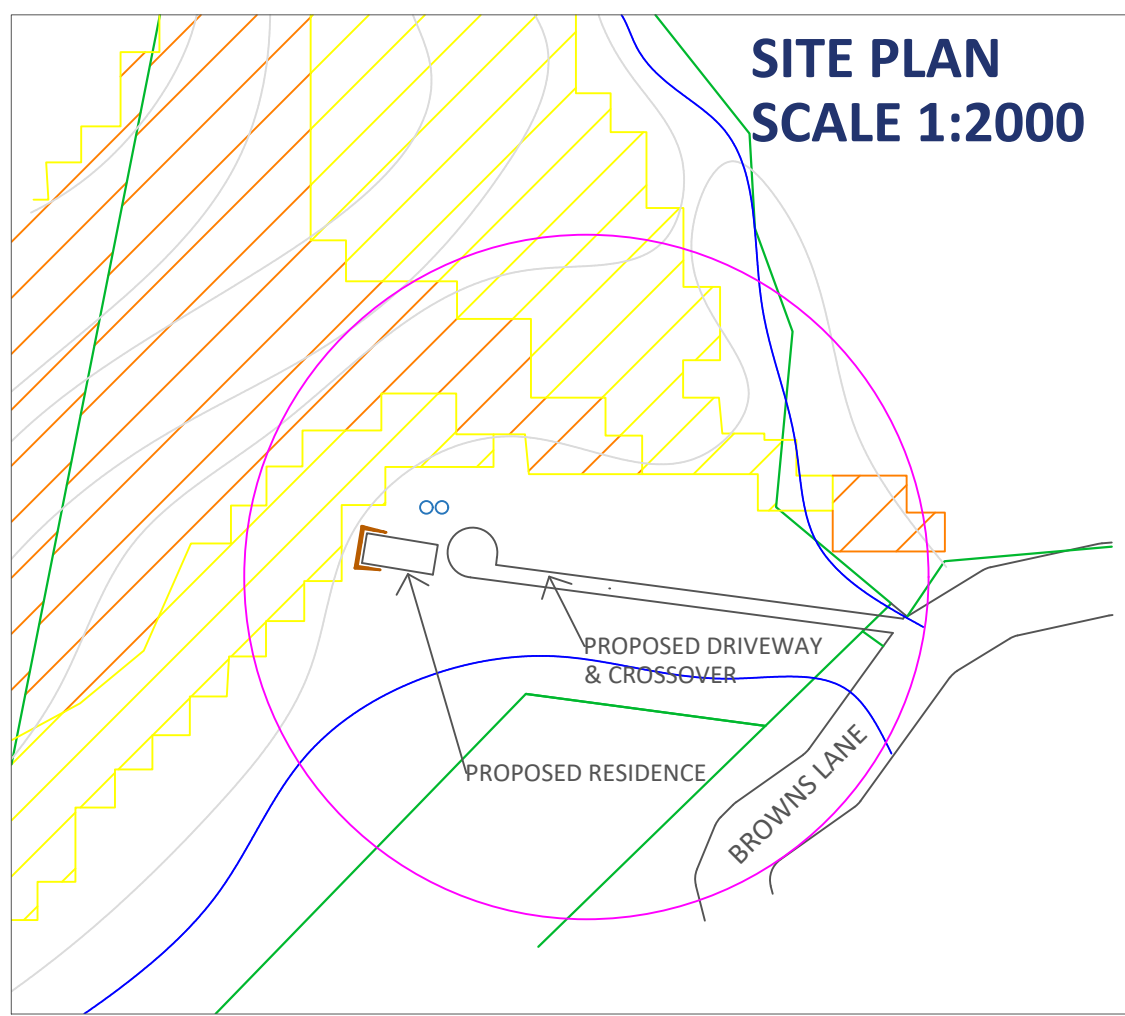 SITE PLAN
SCALE 1:2000
PROPOSED DRIVEWAY
& CROSSOVER
PROPOSED RESIDENCE
BROWNS LANE